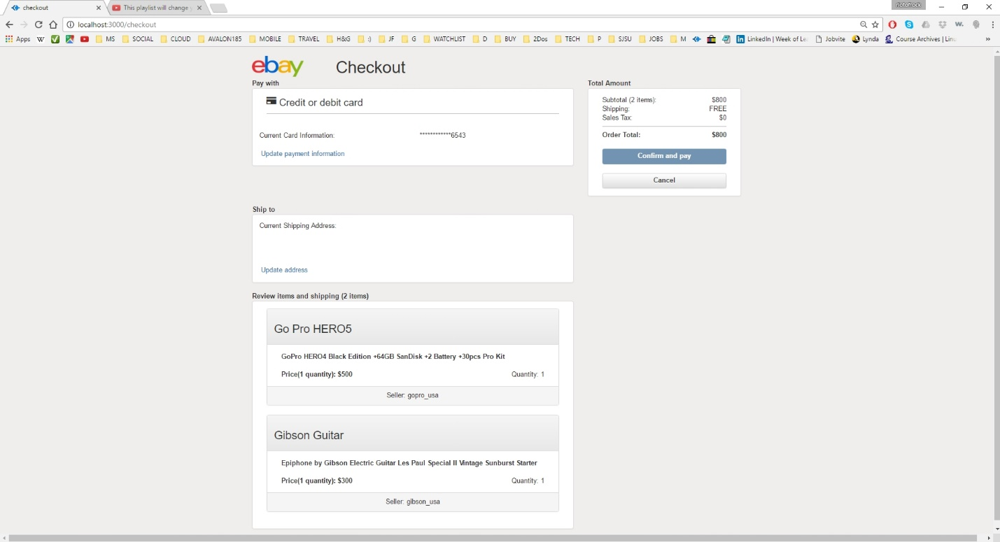 checkout
This playlist will change
notofrock
localhost:3000/checkout
Apps W MS SOCIAL CLOUD AVALON185 MOBILE TRAVEL H&G :) JF G WATCHLIST D BUY 2Dos TECH P SJSU JOBS M LinkedIn | Week of Le Jobvite Lynda Course Archives | Linu »
ebay Checkout
Pay with
Credit or debit card
Current Card Information: ************6543
Update payment information
Total Amount
Subtotal (2 items): $800
Shipping: FREE
Sales Tax: $0
Order Total: $800
Confirm and pay
Cancel
Ship to
Current Shipping Address:
Update address
Review items and shipping (2 items)
Go Pro HERO5
GoPro HERO4 Black Edition +64GB SanDisk +2 Battery +30pcs Pro Kit
Price(1 quantity): $500 Quantity: 1
Seller: gopro_usa
Gibson Guitar
Epiphone by Gibson Electric Guitar Les Paul Special II Vintage Sunburst Starter
Price(1 quantity): $300 Quantity: 1
Seller: gibson_usa